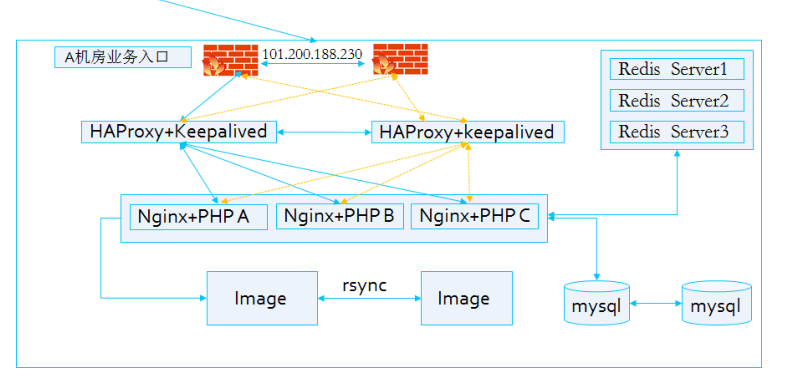 A机房业务入口
101.200.188.230
Redis Server1
Redis Server2
Redis Server3
HAProxy+Keepalived
HAProxy+keepalived
Nginx+PHP A
Nginx+PHP B
Nginx+PHP C
Image
rsync
Image
mysql
mysql